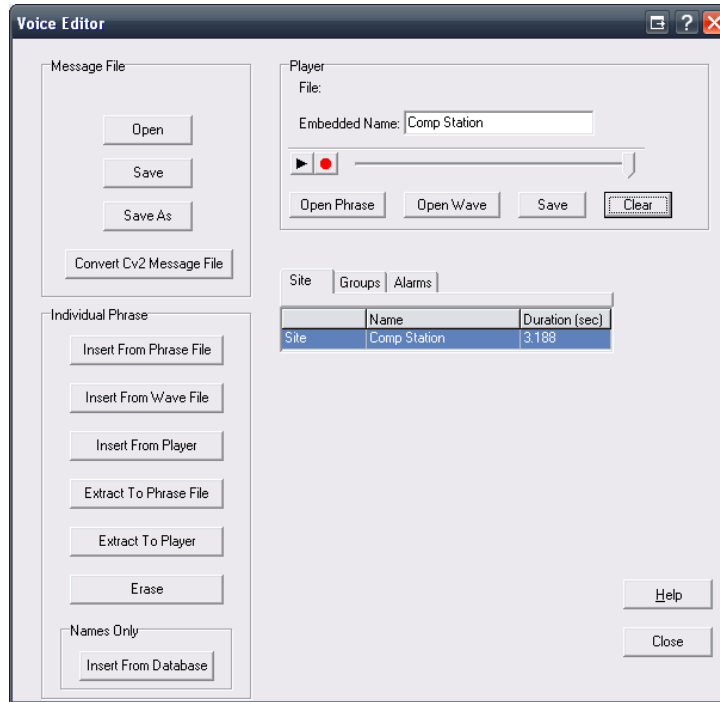 Voice Editor
?
Message File
Open
Save
Save As
Convert Cv2 Message File
Individual Phrase
Insert From Phrase File
Insert From Wave File
Insert From Player
Extract To Phrase File
Extract To Player
Erase
Names Only
Insert From Database
Player
File:
Embedded Name: Comp Station
Open Phrase Open Wave Save Clear
Site Groups Alarms
Name Duration (sec)
Site Comp Station 3.188
Help
Close